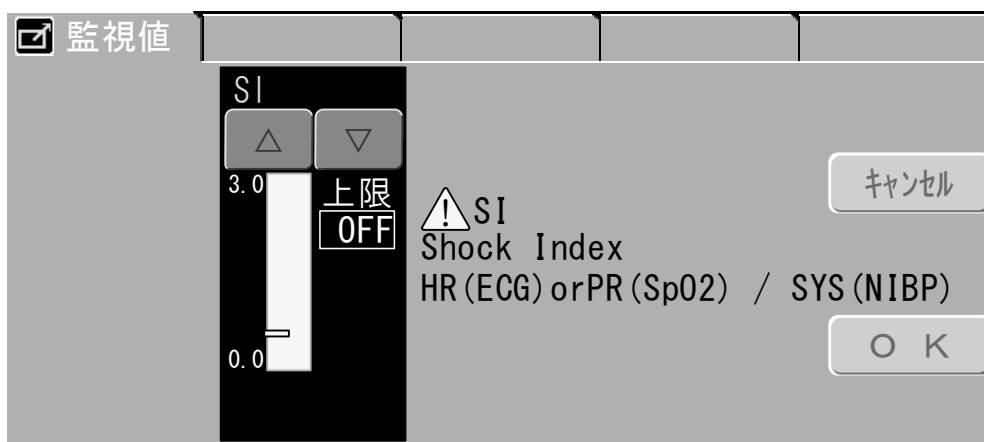 監視値
SI
△ ▽
3.0
上限
OFF
0.0
⚠SI
Shock Index
HR(ECG)orPR(SpO2) / SYS(NIBP)
キャンセル
OK